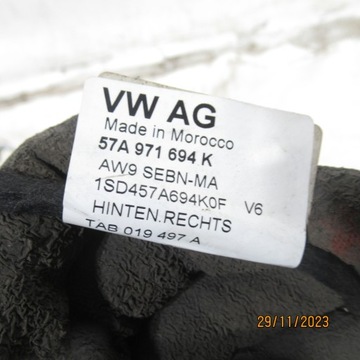 VW AG
Made in Morocco
57A 971 694 K
AW9 SEBN-MA
1SD457A694K0F V6
HINTEN.RECHTS
TAB 019 497 A
29/11/2023